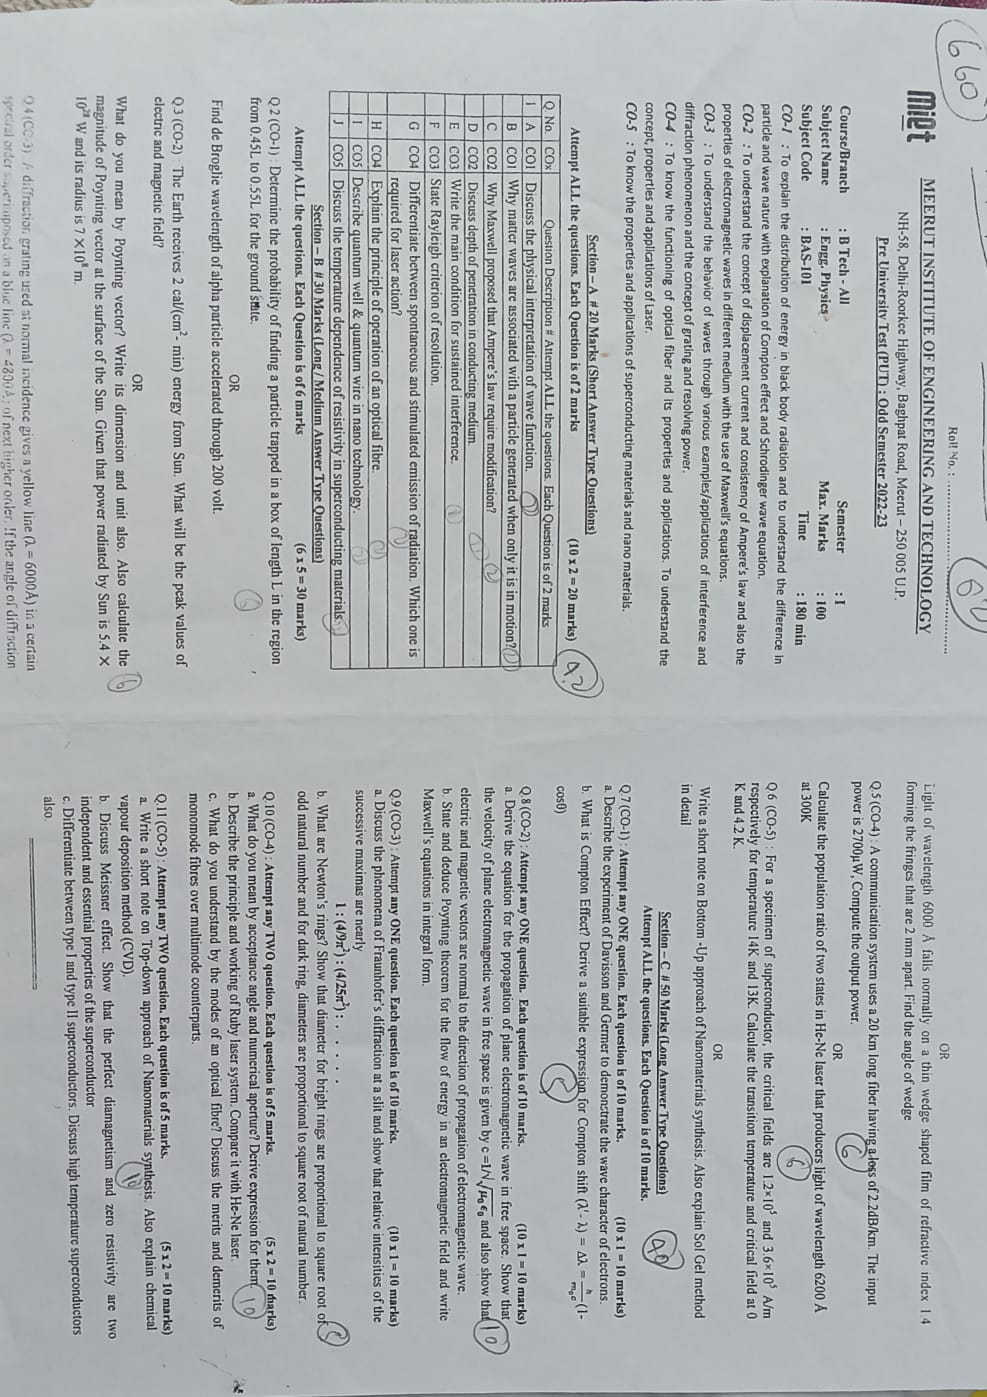 660
60
Roll No. :
miet
MEERUT INSTITUTE OF ENGINEERING AND TECHNOLOGY
NH-58, Delhi-Roorkee Highway, Baghpat Road, Meerut – 250 005 U.P.
Pre University Test (PUT) : Odd Semester 2022-23
Course/Branch : B Tech - All Semester : I
Subject Name : Engg. Physics Max. Marks : 100
Subject Code : BAS-101 Time : 180 min
CO-1 : To explain the distribution of energy in black body radiation and to understand the difference in
particle and wave nature with explanation of Compton effect and Schrodinger wave equation.
CO-2 : To understand the concept of displacement current and consistency of Ampere's law and also the
properties of electromagnetic waves in different medium with the use of Maxwell's equations.
CO-3 : To understand the behavior of waves through various examples/applications of interference and
diffraction phenomenon and the concept of grating and resolving power.
CO-4 : To know the functioning of optical fiber and its properties and applications. To understand the
concept, properties and applications of Laser.
CO-5 : To know the properties and applications of superconducting materials and nano materials.
Section – A # 20 Marks (Short Answer Type Questions)
Attempt ALL the questions. Each Question is of 2 marks (10 x 2 = 20 marks)
Q. No. COx Question Description # Attempt ALL the questions. Each Question is of 2 marks
1 A CO1 Discuss the physical interpretation of wave function.
B CO1 Why matter waves are associated with a particle generated when only it is in motion?
C CO2 Why Maxwell proposed that Ampere's law require modification?
D CO2 Discuss depth of penetration in conducting medium.
E CO3 Write the main condition for sustained interference.
F CO3 State Rayleigh criterion of resolution.
G CO4 Differentiate between spontaneous and stimulated emission of radiation. Which one is
required for laser action?
H CO4 Explain the principle of operation of an optical fibre.
I CO5 Describe quantum well & quantum wire in nano technology.
J CO5 Discuss the temperature dependence of resistivity in superconducting materials.
Section – B # 30 Marks (Long / Medium Answer Type Questions)
Attempt ALL the questions. Each Question is of 6 marks (6 x 5 = 30 marks)
Q 2 (CO-1) : Determine the probability of finding a particle trapped in a box of length L in the region
from 0.45L to 0.55L for the ground state.
OR
Find de Broglie wavelength of alpha particle accelerated through 200 volt.
6
Q.3 (CO-2) : The Earth receives 2 cal/(cm² - min) energy from Sun. What will be the peak values of
electric and magnetic field?
OR
What do you mean by Poynting vector? Write its dimension and unit also. Also calculate the
magnitude of Poynting vector at the surface of the Sun. Given that power radiated by Sun is 5.4 ×
10²⁸ W and its radius is 7 ×10⁸ m.
6
Q.4 (CO-3) A diffraction grating used at normal incidence gives a yellow line (λ = 6000Å) in a certain
spectral order superimposed on a blue line (λ = 4800Å) of next higher order. If the angle of diffraction
OR
Light of wavelength 6000 Å falls normally on a thin wedge shaped film of refractive index 1.4
forming the fringes that are 2 mm apart. Find the angle of wedge
Q.5 (CO-4) : A communication system uses a 20 km long fiber having a loss of 2.2dB/km. The input
power is 2700μW, Compute the output power.
6
OR
Calculate the population ratio of two states in He-Ne laser that producers light of wavelength 6200 Å
at 300K
6
Q.6 (CO-5) : For a specimen of superconductor, the critical fields are 1.2×10⁵ and 3.6×10⁵ A/m
respectively for temperature 14K and 13K. Calculate the transition temperature and critical field at 0
K and 4.2 K.
OR
Write a short note on Bottom -Up approach of Nanomaterials synthesis. Also explain Sol Gel method
in detail
Section – C # 50 Marks (Long Answer Type Questions)
Attempt ALL the questions. Each Question is of 10 marks.
Q.7 (CO-1) : Attempt any ONE question. Each question is of 10 marks. (10 x 1 = 10 marks)
a. Describe the experiment of Davisson and Germer to demonctrate the wave character of electrons.
b. What is Compton Effect? Derive a suitable expression for Compton shift (λ'- λ) = Δλ = h/m₀c (1-
cosθ)
Q.8 (CO-2) : Attempt any ONE question. Each question is of 10 marks. (10 x 1 = 10 marks)
a. Derive the equation for the propagation of plane electromagnetic wave in free space. Show that
the velocity of plane electromagnetic wave in free space is given by c =1/√μ₀ϵ₀ and also show that
10
electric and magnetic vectors are normal to the direction of propagation of electromagnetic wave.
b. State and deduce Poynting theorem for the flow of energy in an electromagnetic field and write
Maxwell's equations in integral form.
Q.9 (CO-3) : Attempt any ONE question. Each question is of 10 marks. (10 x 1 = 10 marks)
a. Discuss the phenomena of Fraunhofer's diffraction at a slit and show that relative intensities of the
successive maximas are nearly
1 : (4/9π²) : (4/25π²) : . . . . .
b. What are Newton's rings? Show that diameter for bright rings are proportional to square root of
odd natural number and for dark ring, diameters are proportional to square root of natural number.
Q.10 (CO-4) : Attempt any TWO question. Each question is of 5 marks. (5 x 2 = 10 marks)
a. What do you mean by acceptance angle and numerical aperture? Derive expression for them
10
b. Describe the principle and working of Ruby laser system. Compare it with He-Ne laser.
c. What do you understand by the modes of an optical fibre? Discuss the merits and demerits of
monomode fibres over multimode counterparts.
Q.11 (CO-5) : Attempt any TWO question. Each question is of 5 marks. (5 x 2 = 10 marks)
a. Write a short note on Top-down approach of Nanomaterials synthesis. Also explain chemical
vapour deposition method (CVD).
10
b. Discuss Meissner effect. Show that the perfect diamagnetism and zero resistivity are two
independent and essential properties of the superconductor
c. Differentiate between type I and type II superconductors. Discuss high temperature superconductors
also.